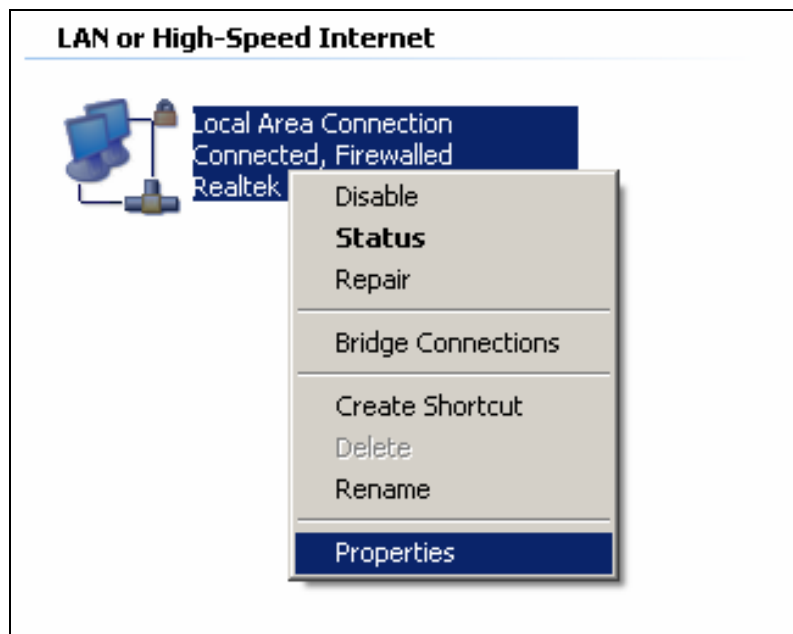 LAN or High-Speed Internet
Local Area Connection
Connected, Firewalled
Realtek
Disable
Status
Repair
Bridge Connections
Create Shortcut
Delete
Rename
Properties